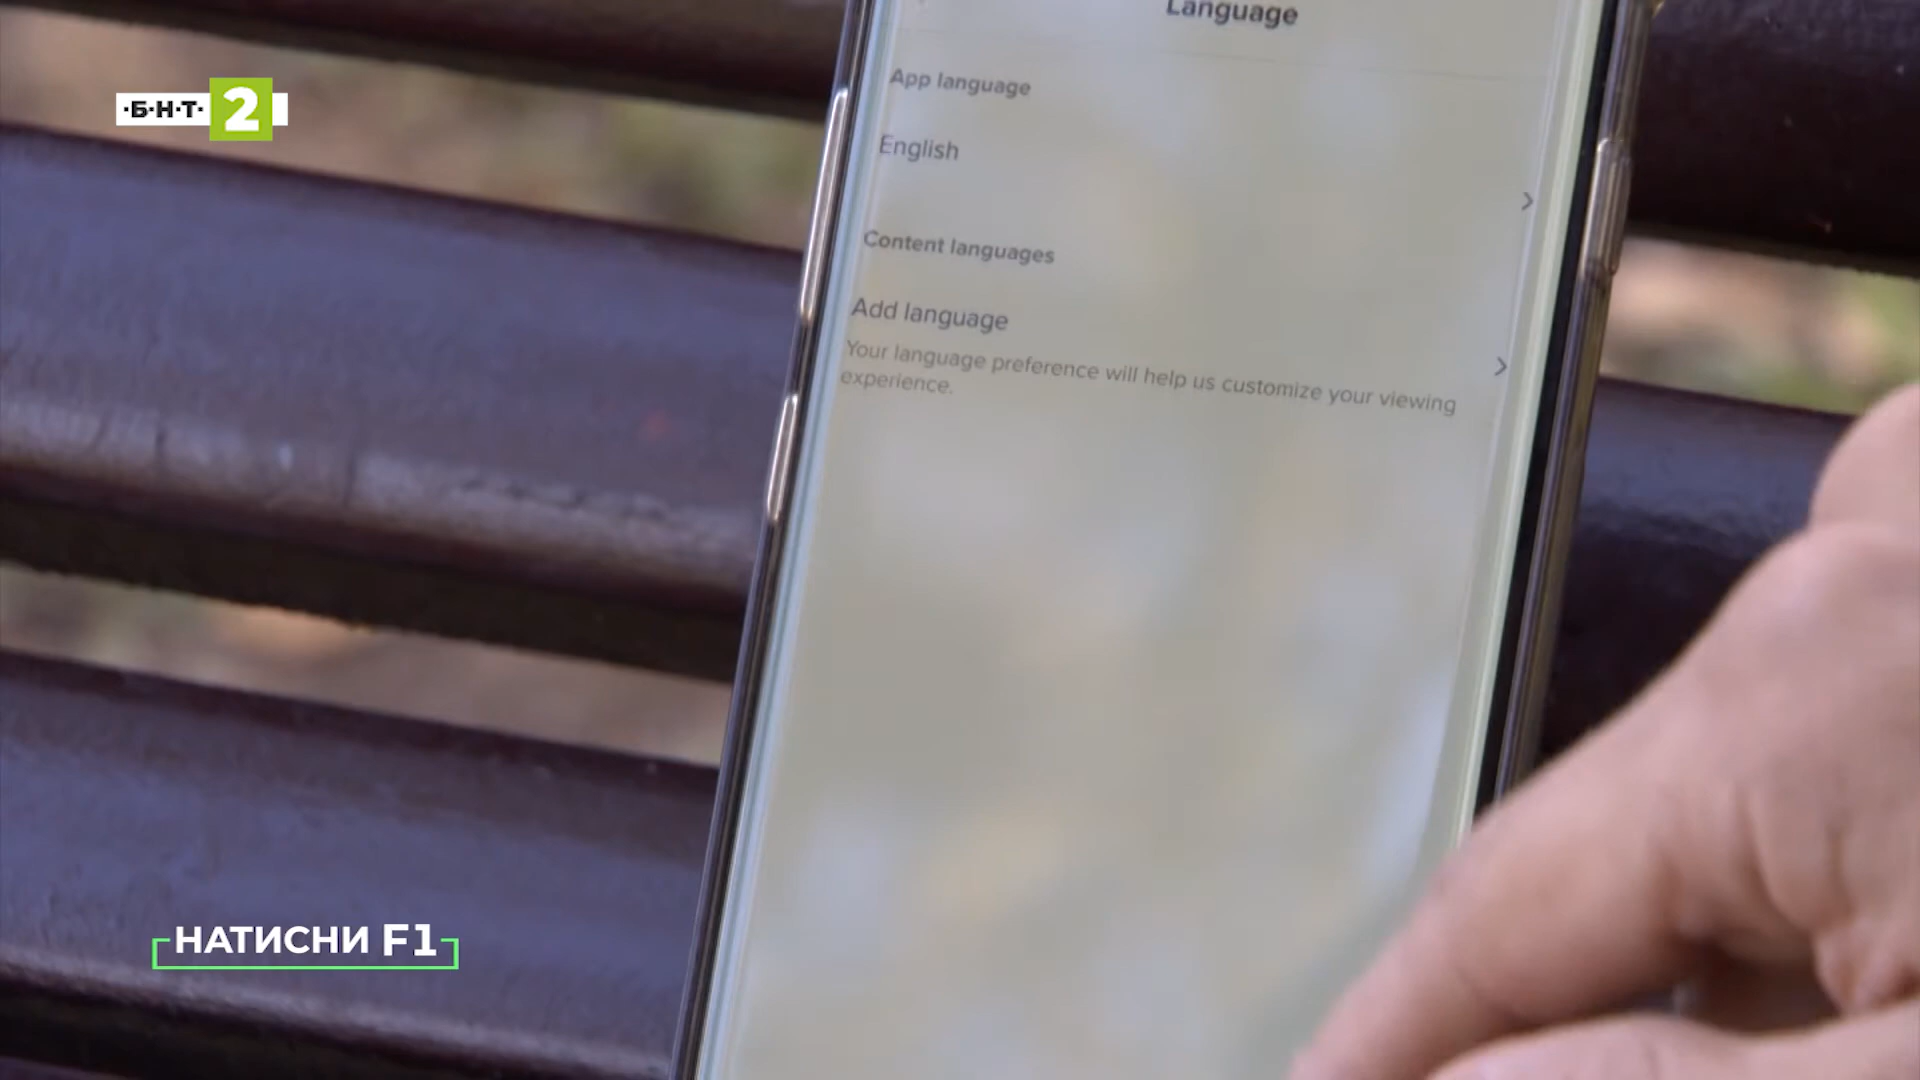 Language
·Б·Н·Т· 2
App language
English
Content languages
Add language
Your language preference will help us customize your viewing
experience.
НАТИСНИ F1